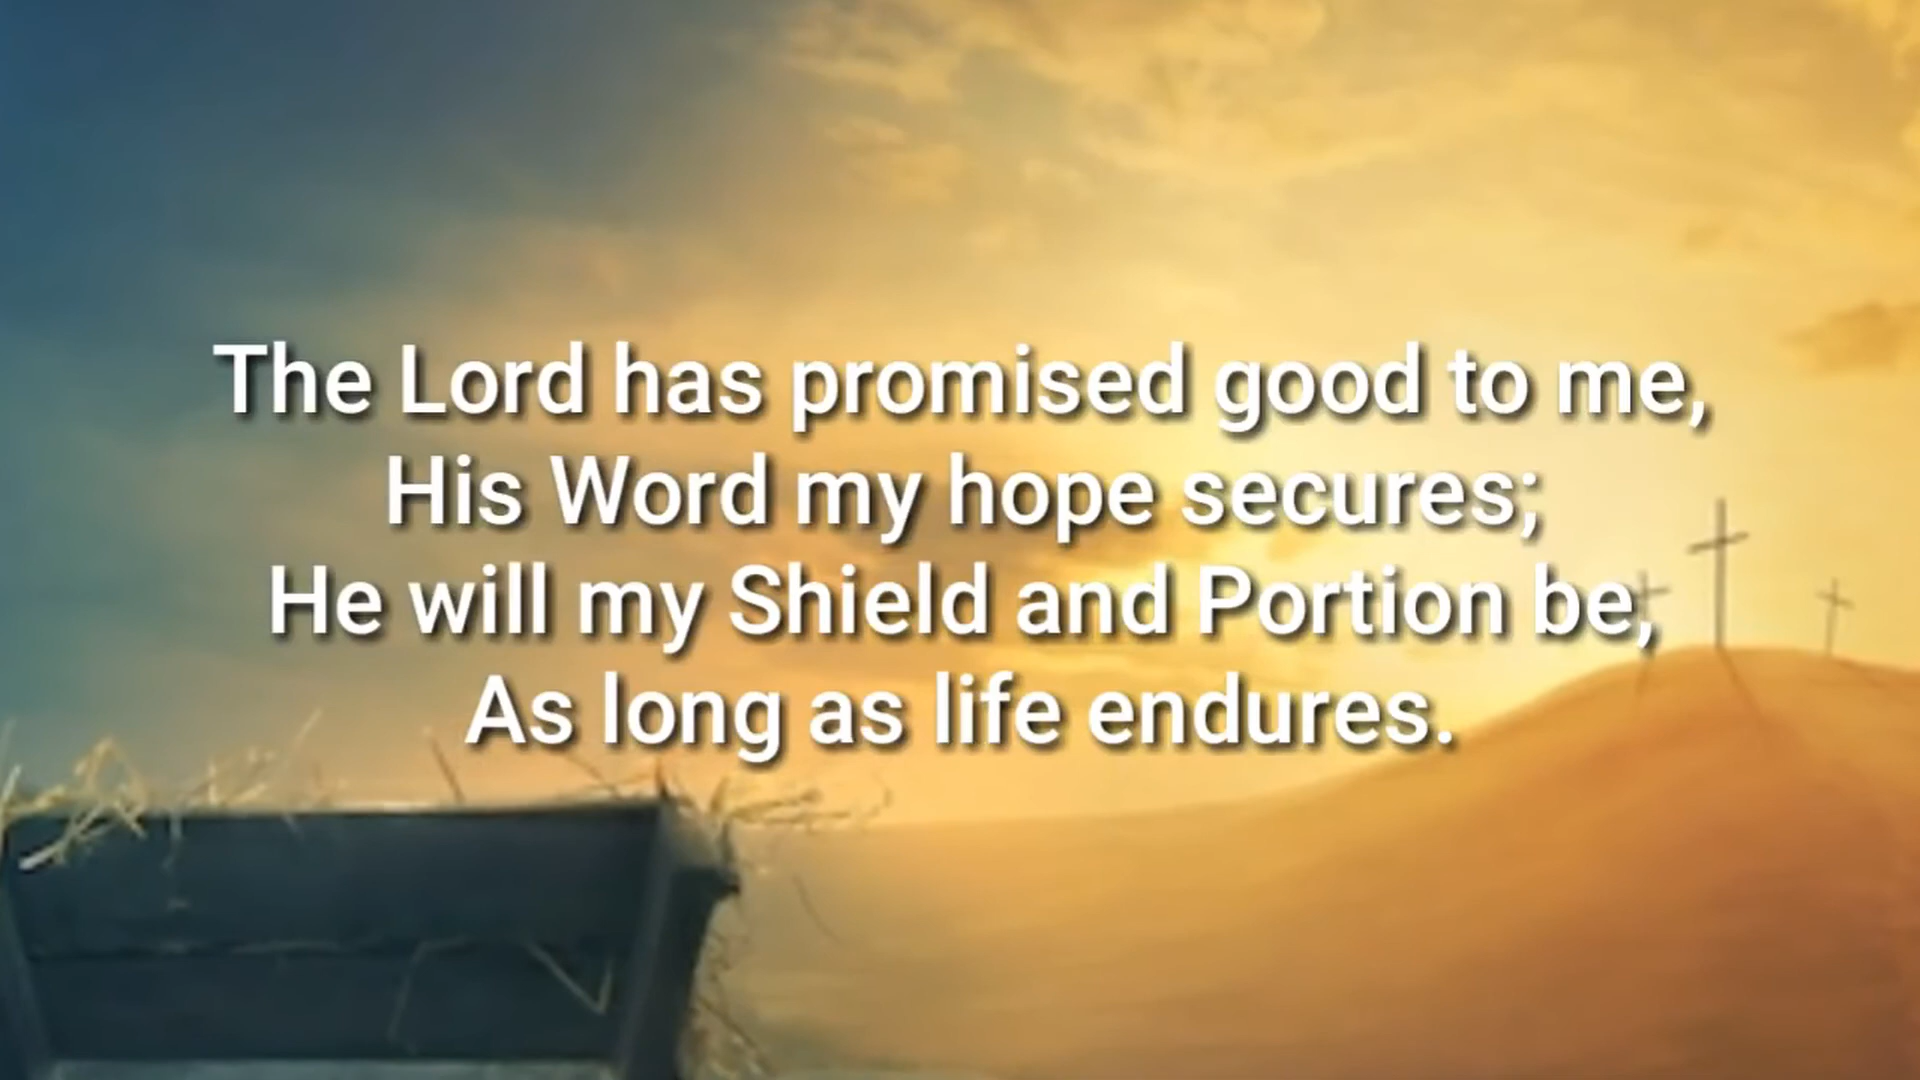 The Lord has promised good to me,
His Word my hope secures;
He will my Shield and Portion be,
As long as life endures.